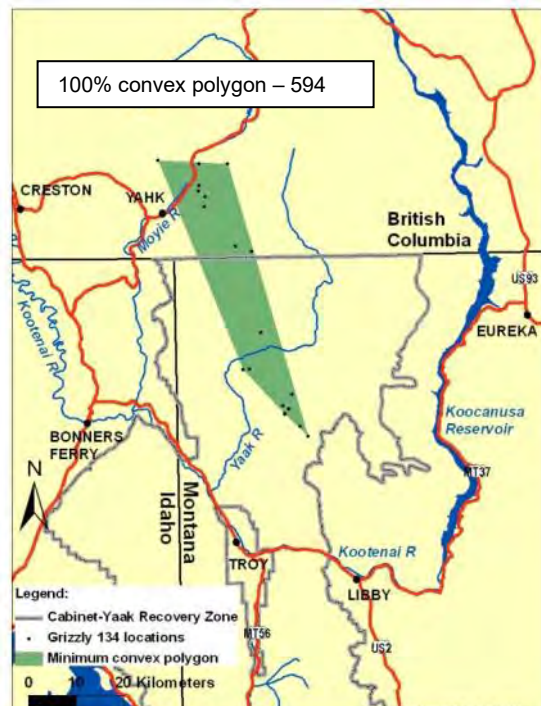 100% convex polygon – 594
CRESTON
YAHK
Moyie R
British
Columbia
US93
EUREKA
Kootenai R
Koocanusa
Reservoir
BONNERS
FERRY
Yaak R
MT37
N
Montana
Idaho
TROY
Kootenai R
LIBBY
Legend:
Cabinet-Yaak Recovery Zone
Grizzly 134 locations
Minimum convex polygon
MT56
US2
0 10 20 Kilometers